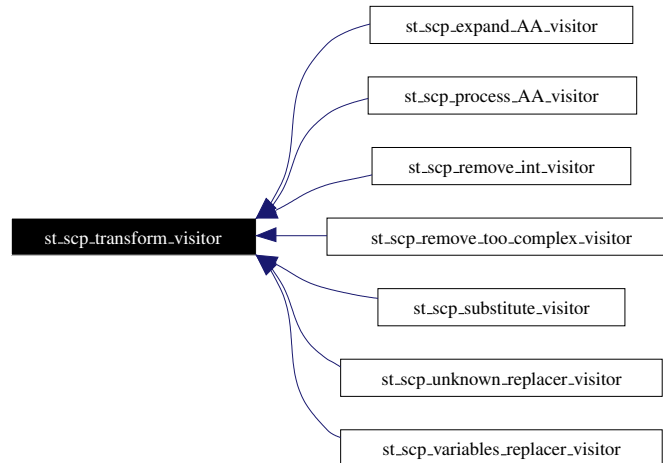 st_scp_expand_AA_visitor
st_scp_process_AA_visitor
st_scp_remove_int_visitor
st_scp_transform_visitor
st_scp_remove_too_complex_visitor
st_scp_substitute_visitor
st_scp_unknown_replacer_visitor
st_scp_variables_replacer_visitor